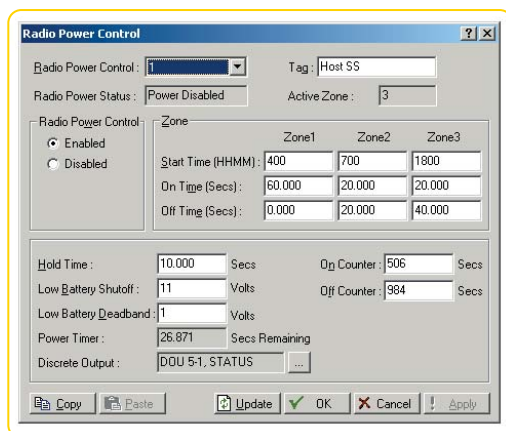 Radio Power Control
Radio Power Control : 1 Tag : Host SS
Radio Power Status : Power Disabled Active Zone : 3
Radio Power Control
Enabled
Disabled
Zone
Zone1 Zone2 Zone3
Start Time (HHMM) : 400 700 1800
On Time (Secs) : 60.000 20.000 20.000
Off Time (Secs) : 0.000 20.000 40.000
Hold Time : 10.000 Secs On Counter : 506 Secs
Low Battery Shutoff : 11 Volts Off Counter : 984 Secs
Low Battery Deadband : 1 Volts
Power Timer : 26.871 Secs Remaining
Discrete Output : DOU 5-1, STATUS ...
Copy Paste Update OK Cancel Apply